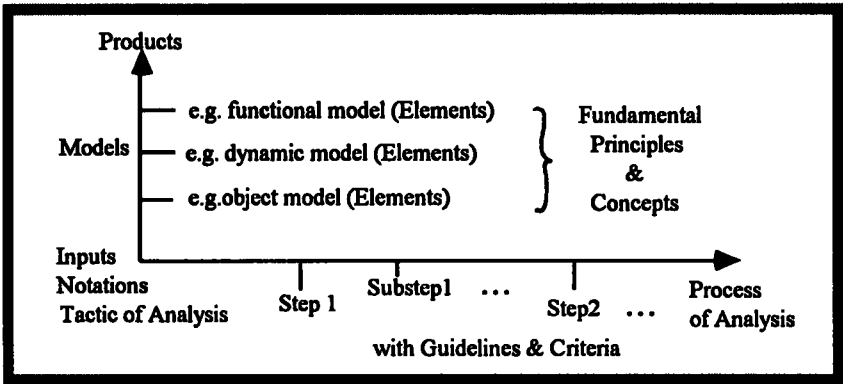 Products
e.g. functional model (Elements)
Models
e.g. dynamic model (Elements)
e.g.object model (Elements)
Fundamental
Principles
&
Concepts
Inputs
Notations
Tactic of Analysis
Step 1
Substep1
...
Step2
...
Process
of Analysis
with Guidelines & Criteria